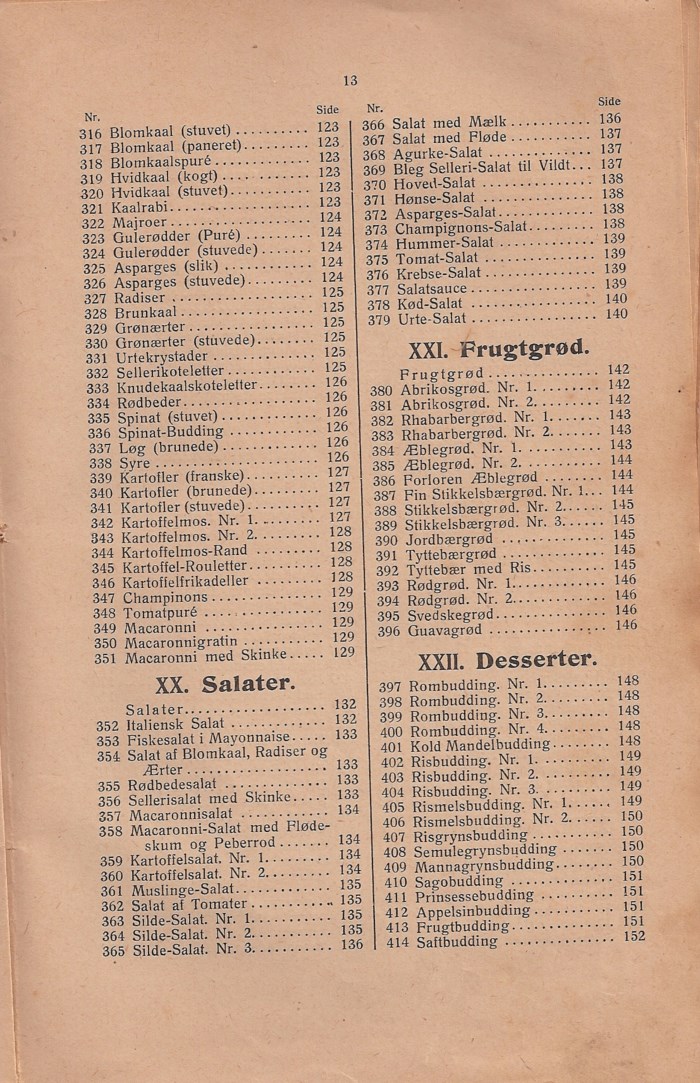 13
Nr. Side
316 Blomkaal (stuvet) .......... 123
317 Blomkaal (paneret).......... 123
318 Blomkaalspuré .......... 123
319 Hvidkaal (kogt) .......... 123
320 Hvidkaal (stuvet).......... 123
321 Kaalrabi.......... 123
322 Majroer .......... 124
323 Gulerødder (Puré) .......... 124
324 Gulerødder (stuvede).......... 124
325 Asparges (slik) .......... 124
326 Asparges (stuvede).......... 124
327 Radiser .......... 125
328 Brunkaal .......... 125
329 Grønærter .......... 125
330 Grønærter (stuvede).......... 125
331 Urtekrystader .......... 125
332 Sellerikoteletter .......... 125
333 Knudekaalskoteletter........ 126
334 Rødbeder.......... 126
335 Spinat (stuvet) .......... 126
336 Spinat-Budding .......... 126
337 Løg (brunede) .......... 126
338 Syre .......... 126
339 Kartofler (franske).......... 127
340 Kartofler (brunede).......... 127
341 Kartofler (stuvede).......... 127
342 Kartoffelmos. Nr. 1.......... 127
343 Kartoffelmos. Nr. 2.......... 128
344 Kartoffelmos-Rand .......... 128
345 Kartoffel-Rouletter.......... 128
346 Kartoffelfrikadeller .......... 128
347 Champinons .......... 129
348 Tomatpuré .......... 129
349 Macaronni .......... 129
350 Macaronnigratin .......... 129
351 Macaronni med Skinke..... 129
XX. Salater.
Salater.......... 132
352 Italiensk Salat .......... 132
353 Fiskesalat i Mayonnaise..... 133
354 Salat af Blomkaal, Radiser og
Ærter .......... 133
355 Rødbedesalat .......... 133
356 Sellerisalat med Skinke..... 133
357 Macaronnisalat .......... 134
358 Macaronni-Salat med Fløde-
skum og Peberrod ....... 134
359 Kartoffelsalat. Nr. 1.......... 134
360 Kartoffelsalat. Nr. 2.......... 134
361 Muslinge-Salat.......... 135
362 Salat af Tomater.......... 135
363 Silde-Salat. Nr. 1.......... 135
364 Silde-Salat. Nr. 2.......... 135
365 Silde-Salat. Nr. 3.......... 136
Nr. Side
366 Salat med Mælk .......... 136
367 Salat med Fløde .......... 137
368 Agurke-Salat .......... 137
369 Bleg Selleri-Salat til Vildt... 137
370 Hoved-Salat .......... 138
371 Hønse-Salat .......... 138
372 Asparges-Salat.......... 138
373 Champignons-Salat.......... 138
374 Hummer-Salat .......... 139
375 Tomat-Salat .......... 139
376 Krebse-Salat .......... 139
377 Salatsauce .......... 139
378 Kød-Salat .......... 140
379 Urte-Salat .......... 140
XXI. Frugtgrød.
Frugtgrød .......... 142
380 Abrikosgrød. Nr. 1.......... 142
381 Abrikosgrød. Nr. 2.......... 142
382 Rhabarbergrød. Nr. 1....... 143
383 Rhabarbergrød. Nr. 2....... 143
384 Æblegrød. Nr. 1. .......... 143
385 Æblegrød. Nr. 2. .......... 144
386 Forloren Æblegrød ........ 144
387 Fin Stikkelsbærgrød. Nr. 1... 144
388 Stikkelsbærgrød. Nr. 2...... 145
389 Stikkelsbærgrød. Nr. 3...... 145
390 Jordbærgrød .......... 145
391 Tyttebærgrød .......... 145
392 Tyttebær med Ris.......... 145
393 Rødgrød. Nr. 1.......... 146
394 Rødgrød. Nr. 2.......... 146
395 Svedskegrød.......... 146
396 Guavagrød .......... 146
XXII. Desserter.
397 Rombudding. Nr. 1.......... 148
398 Rombudding. Nr. 2.......... 148
399 Rombudding. Nr. 3.......... 148
400 Rombudding. Nr. 4.......... 148
401 Kold Mandelbudding........ 148
402 Risbudding. Nr. 1. ......... 149
403 Risbudding. Nr. 2. ......... 149
404 Risbudding. Nr. 3. ......... 149
405 Rismelsbudding. Nr. 1...... 149
406 Rismelsbudding. Nr. 2...... 150
407 Risgrynsbudding .......... 150
408 Semulegrynsbudding ....... 150
409 Mannagrynsbudding........ 150
410 Sagobudding .......... 151
411 Prinsessebudding .......... 151
412 Appelsinbudding.......... 151
413 Frugtbudding.......... 151
414 Saftbudding .......... 152